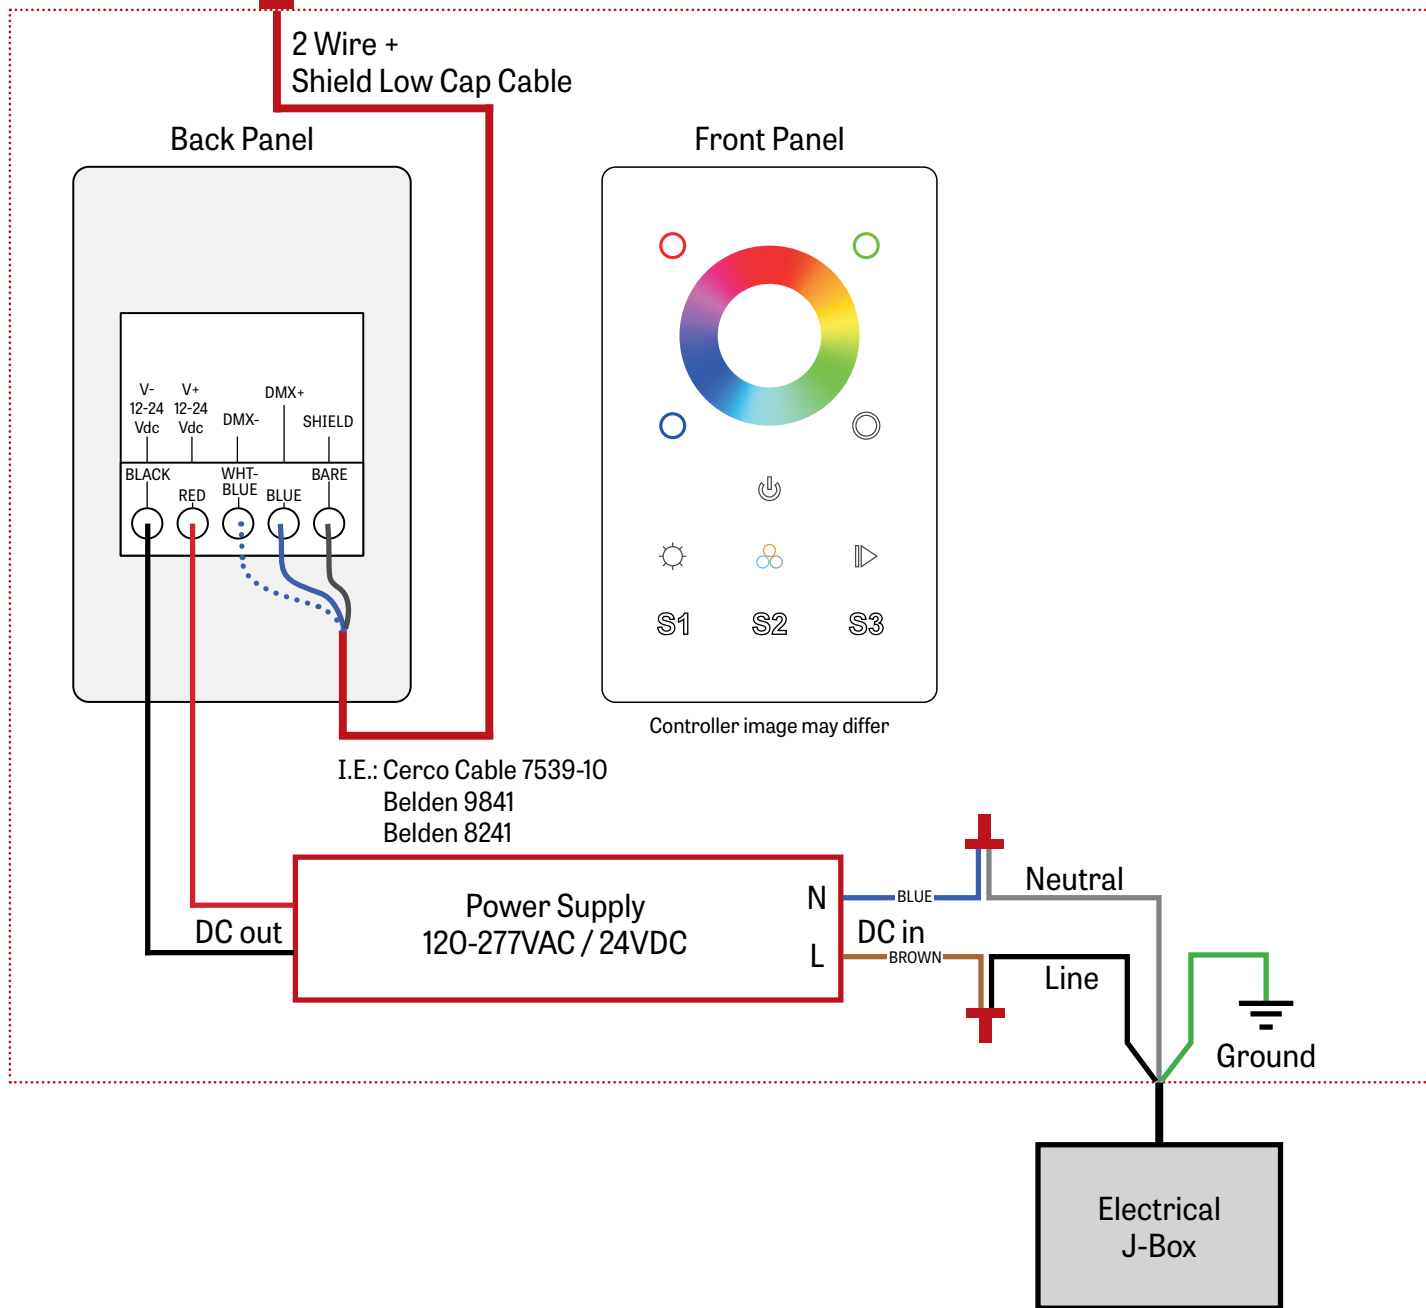 2 Wire +
Shield Low Cap Cable
Back Panel
Front Panel
V-
12-24
Vdc
V+
12-24
Vdc
DMX-
DMX+
SHIELD
BLACK
RED
WHT-
BLUE
BLUE
BARE
S1
S2
S3
Controller image may differ
I.E.: Cerco Cable 7539-10
Belden 9841
Belden 8241
Power Supply
120-277VAC / 24VDC
DC out
N
L
DC in
BLUE
BROWN
Neutral
Line
Ground
Electrical
J-Box